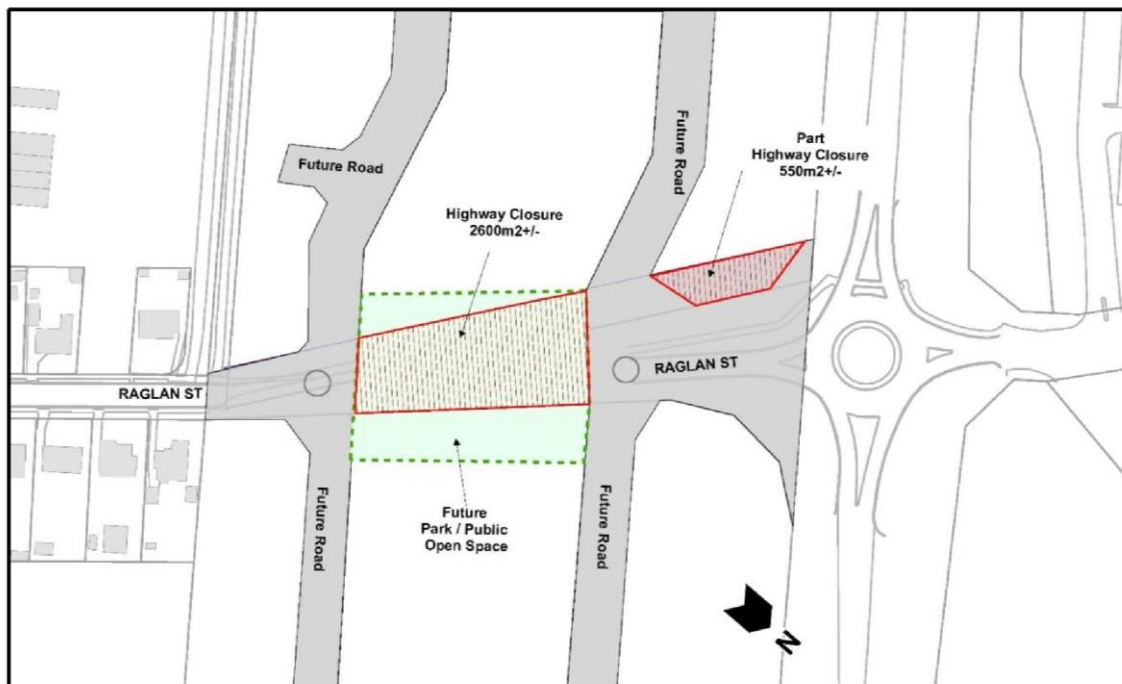 Future Road
Future Road
Part
Highway Closure
550m2+/-
Highway Closure
2600m2+/-
RAGLAN ST
RAGLAN ST
Future Road
Future
Park / Public
Open Space
Future Road
N